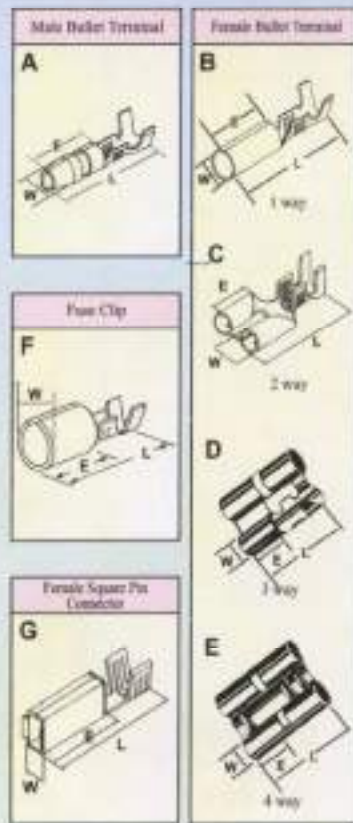 Male Bullet Terminal
A
E
W
L
Fuse Clip
F
W
E
L
Female Square Pin
Connector
G
E
L
W
Female Bullet Terminal
B
E
W
L
1 way
C
E
W
L
2 way
D
W
E
L
3 way
E
W
E
L
4 way